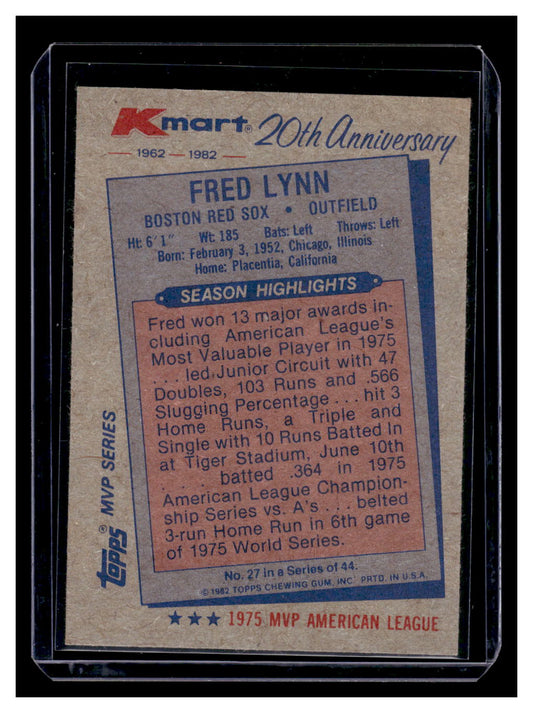 Kmart® 20th Anniversary
1962 — 1982
FRED LYNN
BOSTON RED SOX • OUTFIELD
Ht: 6'1" Wt: 185 Bats: Left Throws: Left
Born: February 3, 1952, Chicago, Illinois
Home: Placentia, California
SEASON HIGHLIGHTS
Fred won 13 major awards in-
cluding American League's
Most Valuable Player in 1975
. . . led Junior Circuit with 47
Doubles, 103 Runs and .566
Slugging Percentage . . . hit 3
Home Runs, a Triple and
Single with 10 Runs Batted In
at Tiger Stadium, June 10th
. . . batted .364 in 1975
American League Champion-
ship Series vs. A's . . . belted
3-run Home Run in 6th game
of 1975 World Series.
No. 27 in a Series of 44.
©1982 TOPPS CHEWING GUM, INC. PRTD. IN U.S.A.
topps® MVP SERIES
★★★ 1975 MVP AMERICAN LEAGUE